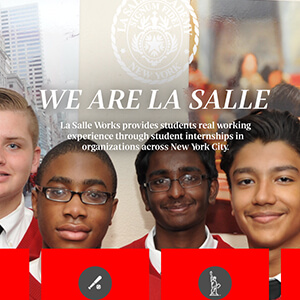 WE ARE LA SALLE
La Salle Works provides students real working
experience through student internships in
organizations across New York City.